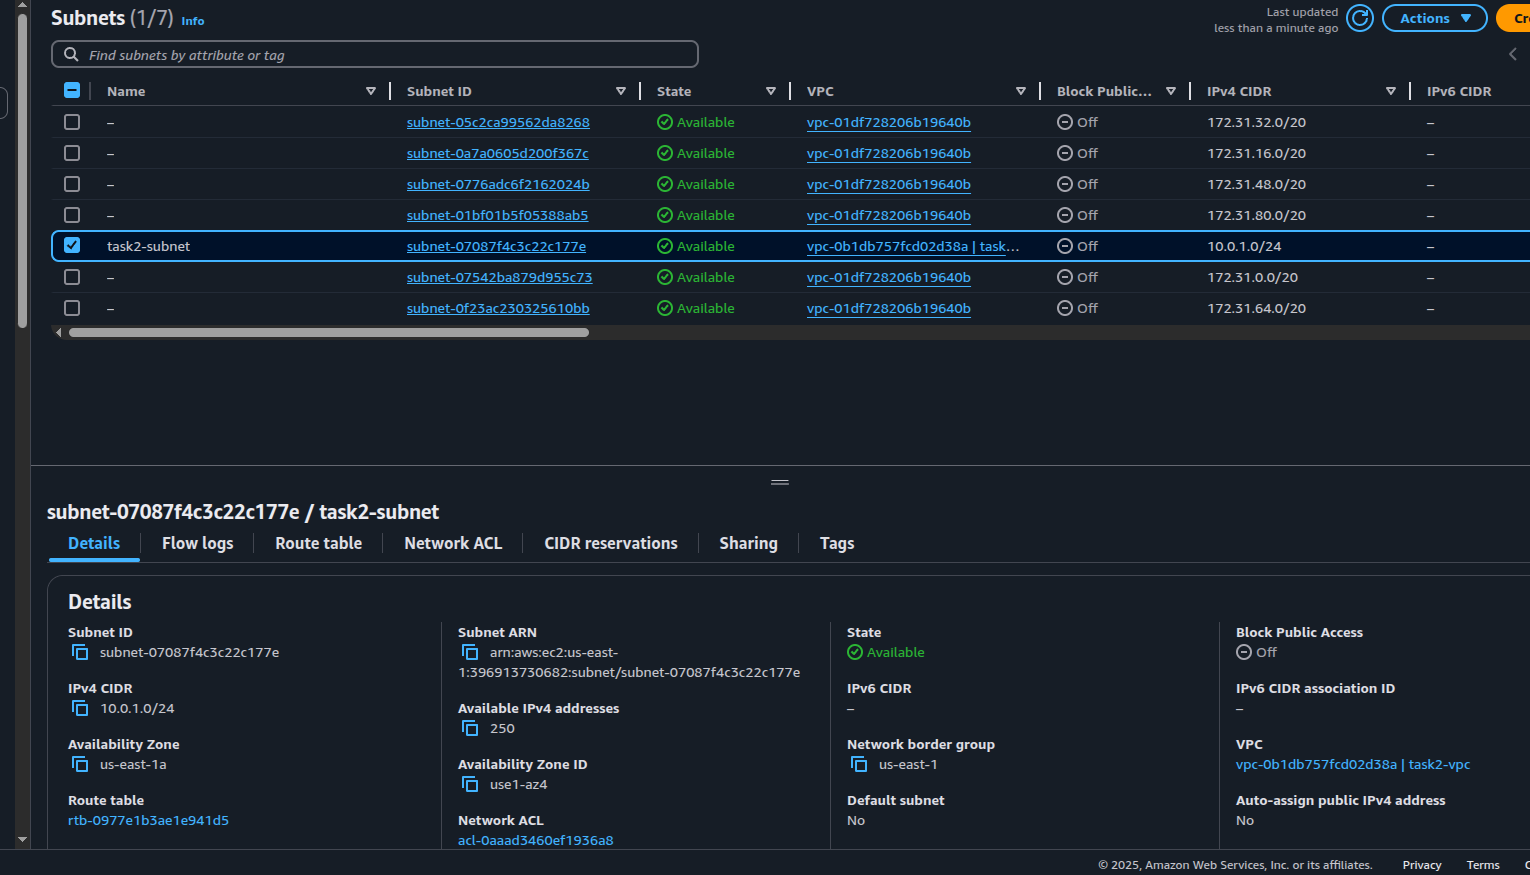 Subnets (1/7) Info
Last updated
less than a minute ago
Actions
Find subnets by attribute or tag
Name Subnet ID State VPC Block Public... IPv4 CIDR IPv6 CIDR
– subnet-05c2ca99562da8268 Available vpc-01df728206b19640b Off 172.31.32.0/20 –
– subnet-0a7a0605d200f367c Available vpc-01df728206b19640b Off 172.31.16.0/20 –
– subnet-0776adc6f2162024b Available vpc-01df728206b19640b Off 172.31.48.0/20 –
– subnet-01bf01b5f05388ab5 Available vpc-01df728206b19640b Off 172.31.80.0/20 –
task2-subnet subnet-07087f4c3c22c177e Available vpc-0b1db757fcd02d38a | task... Off 10.0.1.0/24 –
– subnet-07542ba879d955c73 Available vpc-01df728206b19640b Off 172.31.0.0/20 –
– subnet-0f23ac230325610bb Available vpc-01df728206b19640b Off 172.31.64.0/20 –
subnet-07087f4c3c22c177e / task2-subnet
Details Flow logs Route table Network ACL CIDR reservations Sharing Tags
Details
Subnet ID
subnet-07087f4c3c22c177e
IPv4 CIDR
10.0.1.0/24
Availability Zone
us-east-1a
Route table
rtb-0977e1b3ae1e941d5
Subnet ARN
arn:aws:ec2:us-east-
1:396913730682:subnet/subnet-07087f4c3c22c177e
Available IPv4 addresses
250
Availability Zone ID
use1-az4
Network ACL
acl-0aaad3460ef1936a8
State
Available
IPv6 CIDR
–
Network border group
us-east-1
Default subnet
No
Block Public Access
Off
IPv6 CIDR association ID
–
VPC
vpc-0b1db757fcd02d38a | task2-vpc
Auto-assign public IPv4 address
No
© 2025, Amazon Web Services, Inc. or its affiliates. Privacy Terms